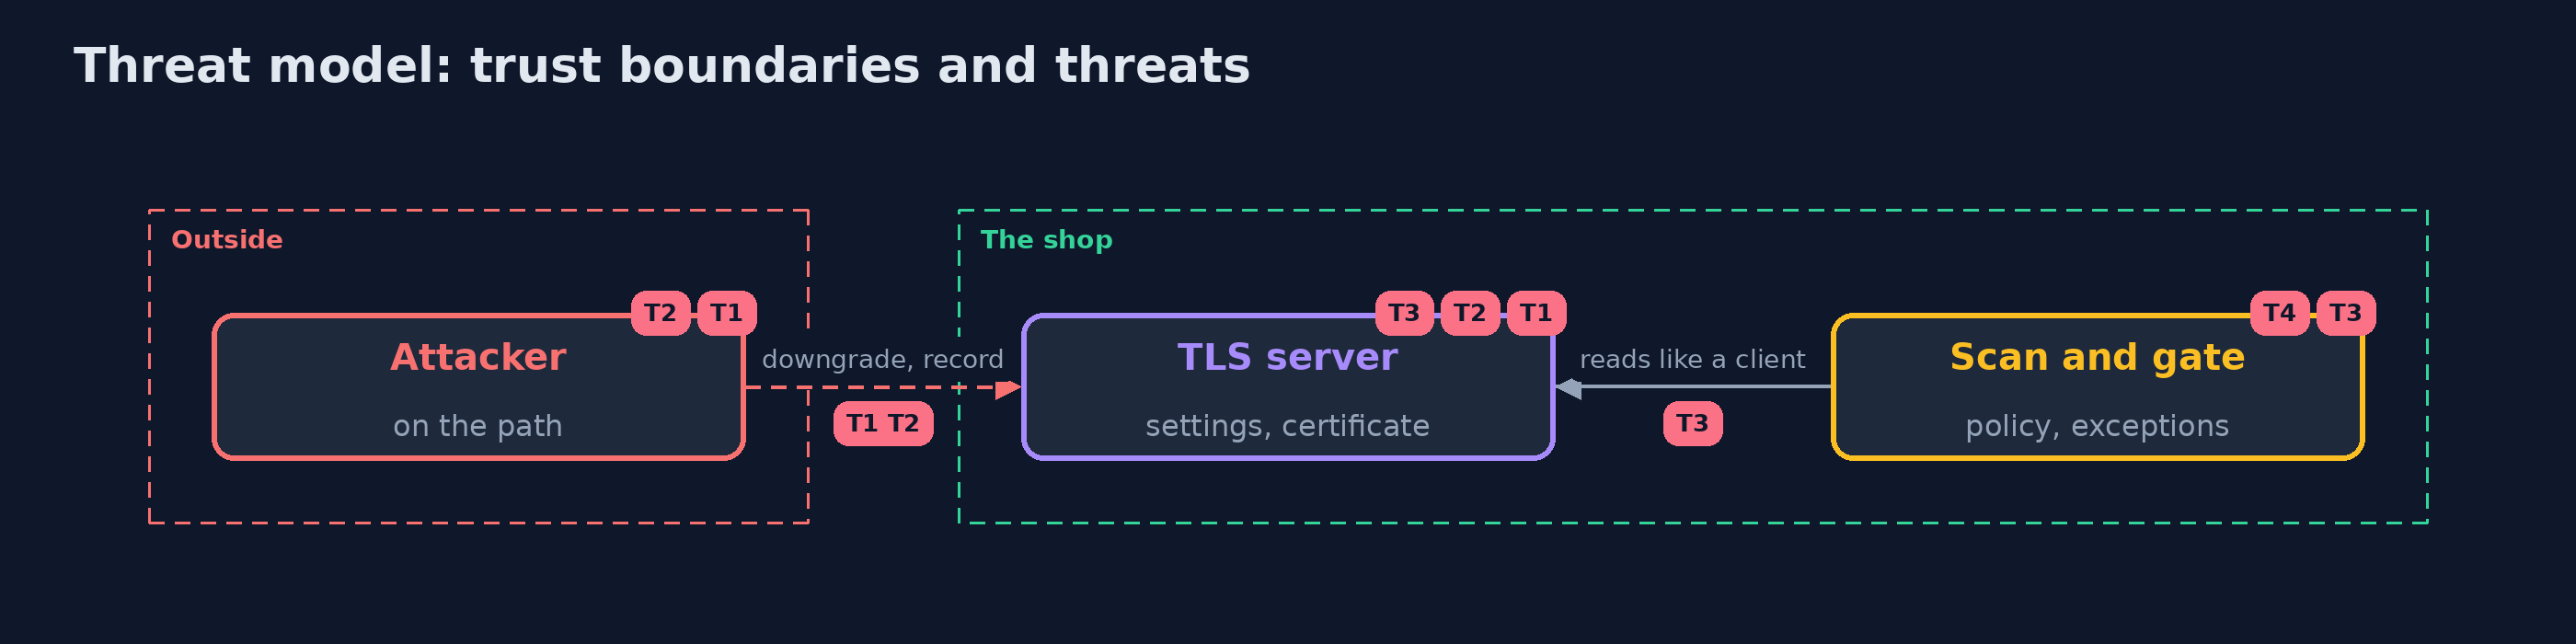 Threat model: trust boundaries and threats
Outside
The shop
T2 T1
T3 T2 T1
T4 T3
Attacker
downgrade, record
TLS server
reads like a client
Scan and gate
on the path
T1 T2
settings, certificate
T3
policy, exceptions